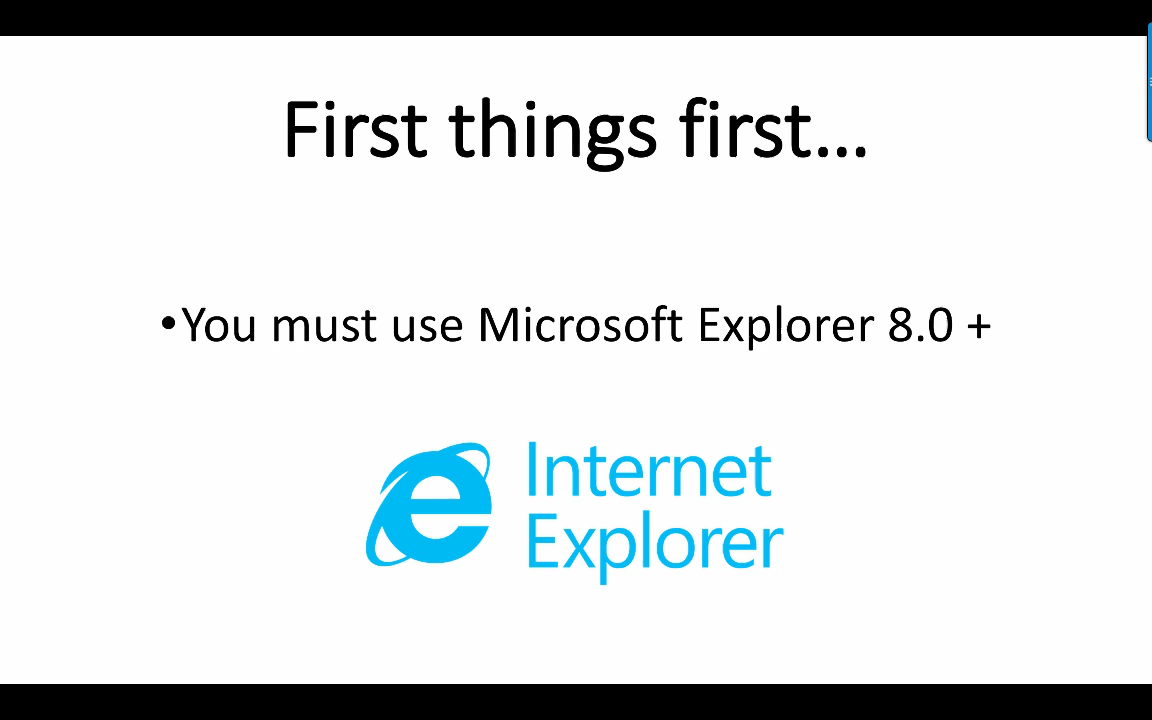 First things first...
•You must use Microsoft Explorer 8.0 +
Internet
Explorer